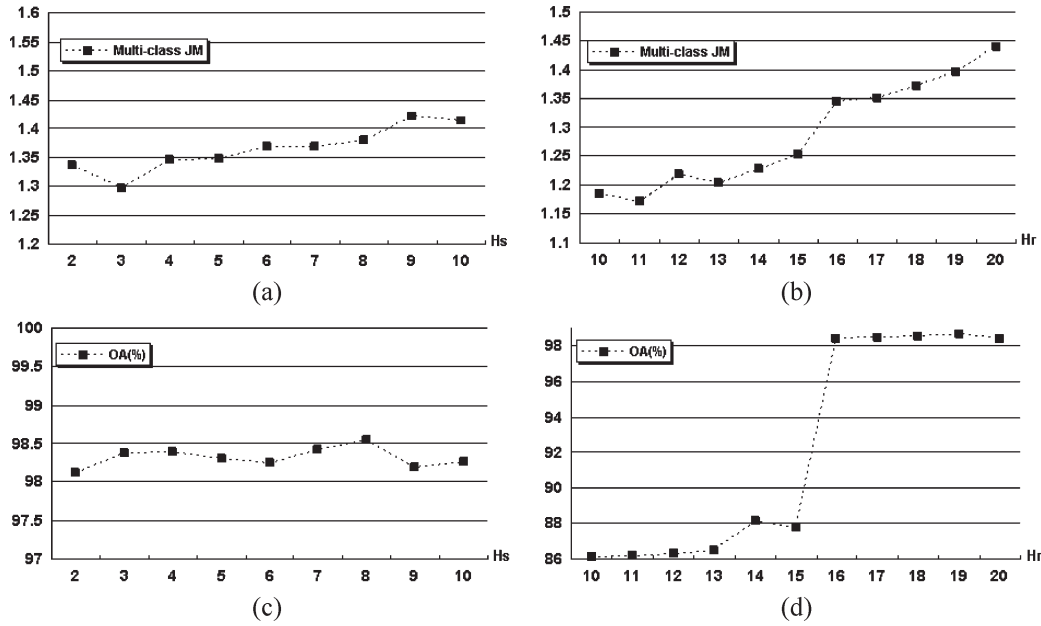 1.6
1.55
1.5
1.45
1.4
1.35
1.3
1.25
1.2
Multi-class JM
Hs
2 3 4 5 6 7 8 9 10
(a)
1.5
1.45
1.4
1.35
1.3
1.25
1.2
1.15
1.1
Multi-class JM
Hr
10 11 12 13 14 15 16 17 18 19 20
(b)
100
99.5
99
98.5
98
97.5
97
OA(%)
Hs
2 3 4 5 6 7 8 9 10
(c)
98
96
94
92
90
88
86
OA(%)
Hr
10 11 12 13 14 15 16 17 18 19 20
(d)